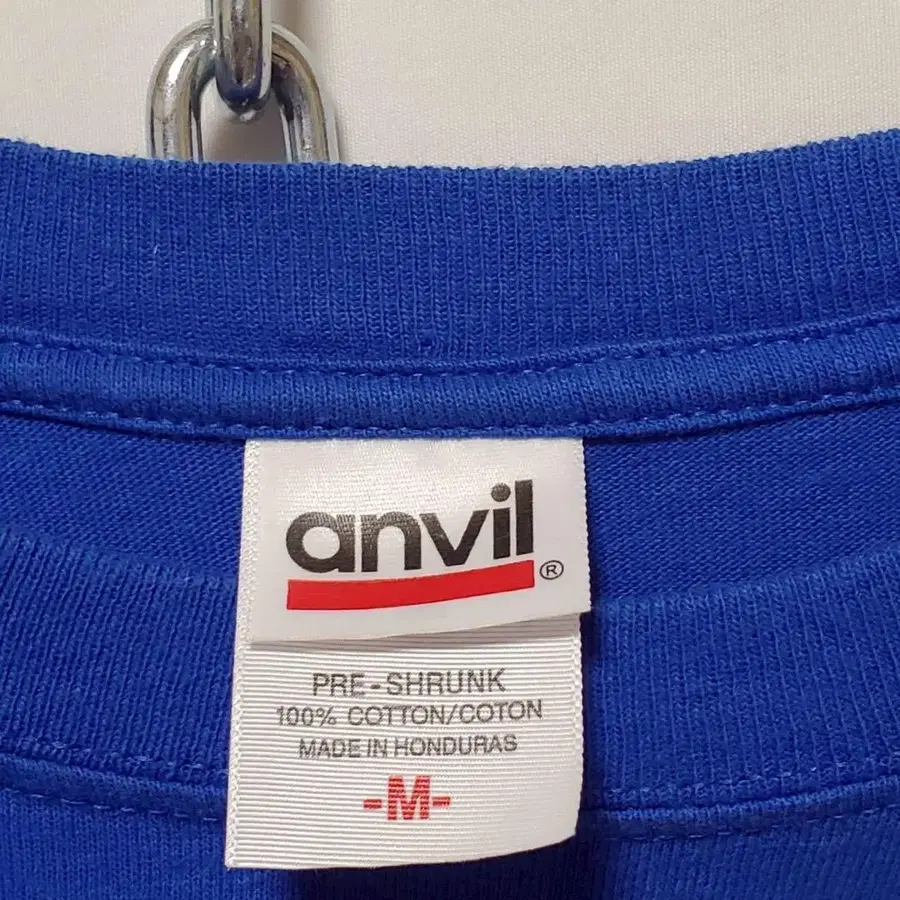 anvil®
PRE-SHRUNK
100% COTTON/COTON
MADE IN HONDURAS
-M-